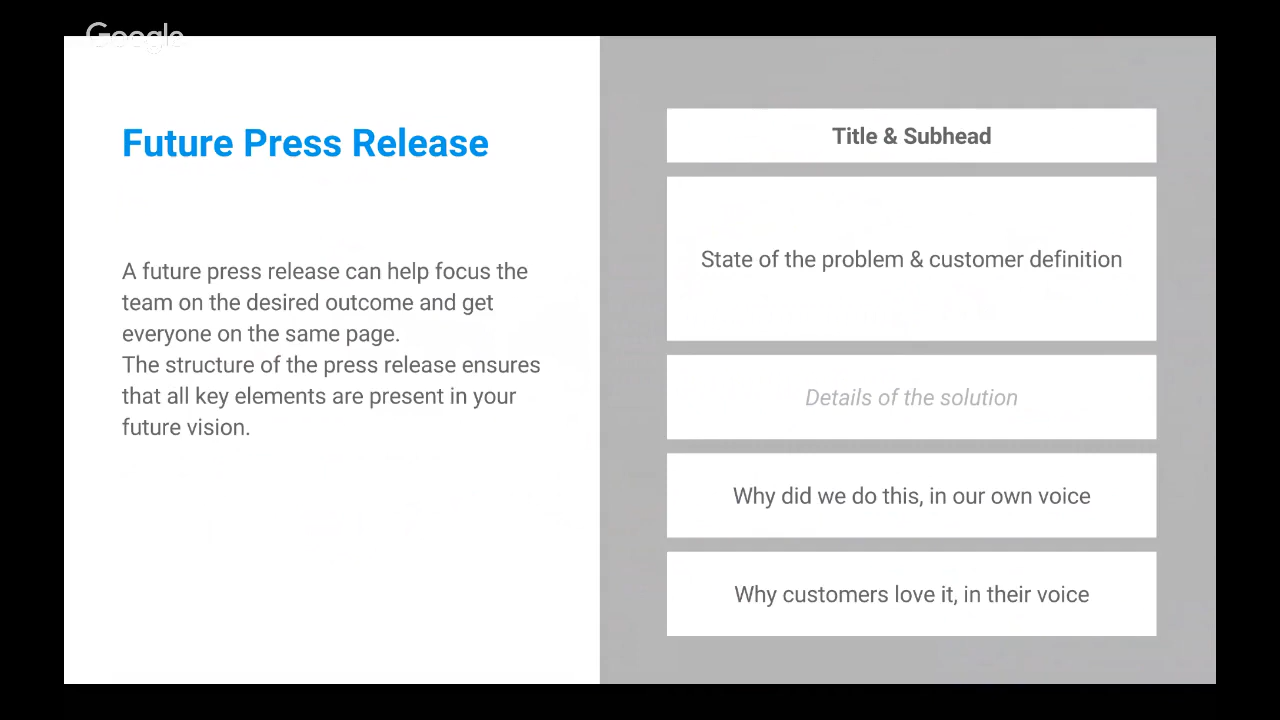 Google
Future Press Release
A future press release can help focus the
team on the desired outcome and get
everyone on the same page.
The structure of the press release ensures
that all key elements are present in your
future vision.
Title & Subhead
State of the problem & customer definition
Details of the solution
Why did we do this, in our own voice
Why customers love it, in their voice